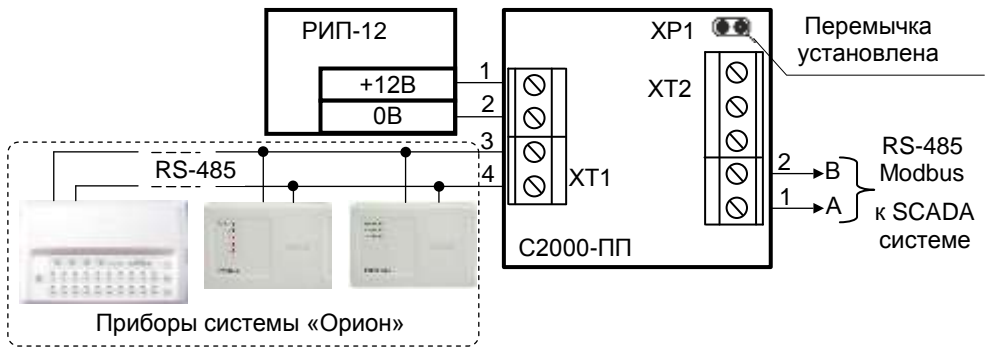 РИП-12
+12В
0В
1
2
3
4
RS-485
Приборы системы «Орион»
XP1
XT2
XT1
С2000-ПП
Перемычка
установлена
2
В
1
А
RS-485
Modbus
к SCADA
системе